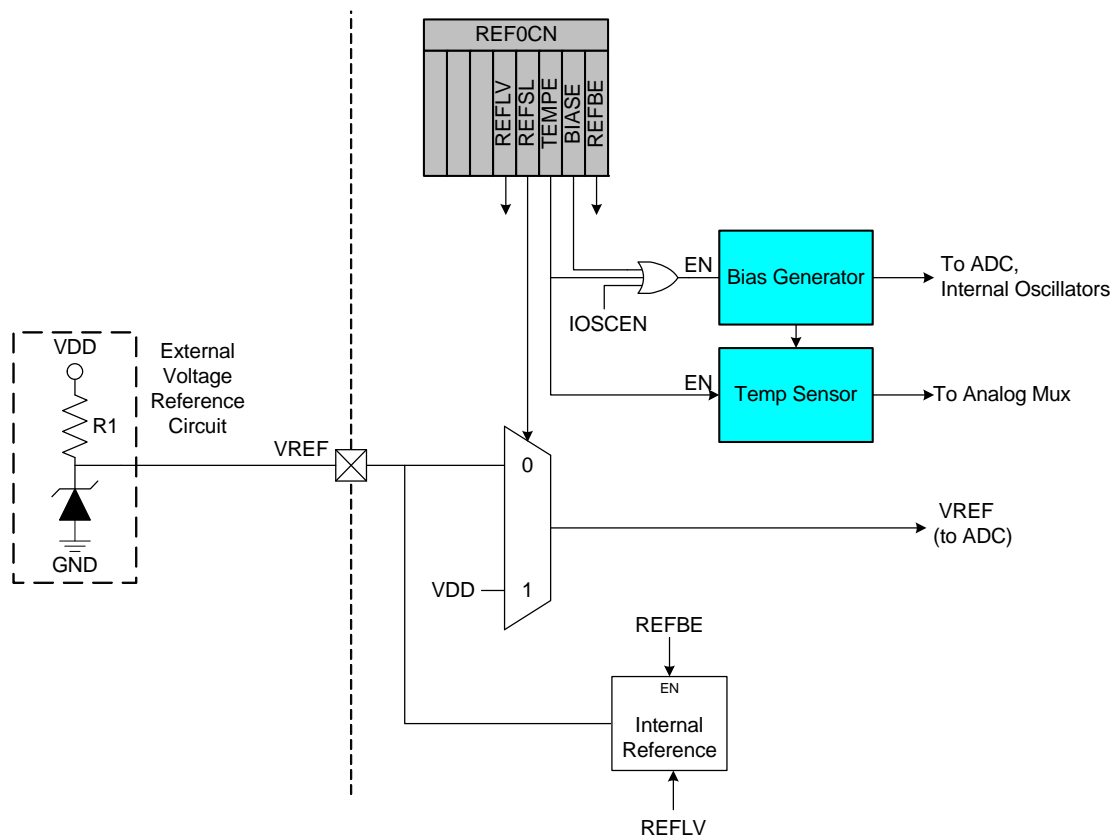 REF0CN
REFLV
REFSL
TEMPE
BIASE
REFBE
EN
Bias Generator
To ADC,
Internal Oscillators
IOSCEN
VDD
External
Voltage
Reference
Circuit
R1
GND
EN
Temp Sensor
To Analog Mux
VREF
0
VREF
(to ADC)
VDD
1
REFBE
EN
Internal
Reference
REFLV